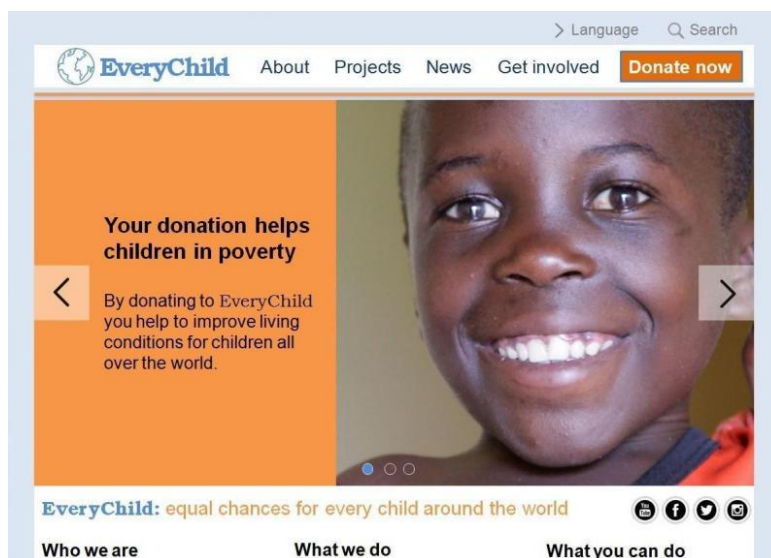 Language Search
EveryChild About Projects News Get involved Donate now
Your donation helps
children in poverty
By donating to EveryChild
you help to improve living
conditions for children all
over the world.
EveryChild: equal chances for every child around the world
Who we are What we do What you can do